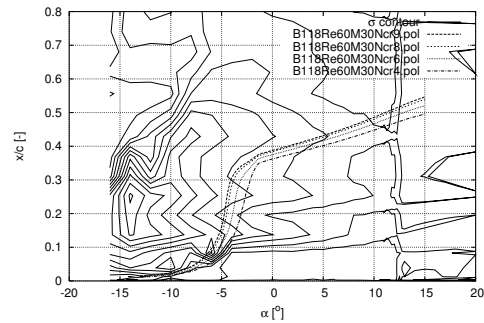 0.8
σ contour
B118Re60M30Ncr9.pol
B118Re60M30Ncr8.pol
B118Re60M30Ncr6.pol
B118Re60M30Ncr4.pol
0.7
0.6
0.5
x/c [-]
0.4
0.3
0.2
0.1
0
-20 -15 -10 -5 0 5 10 15 20
α [°]